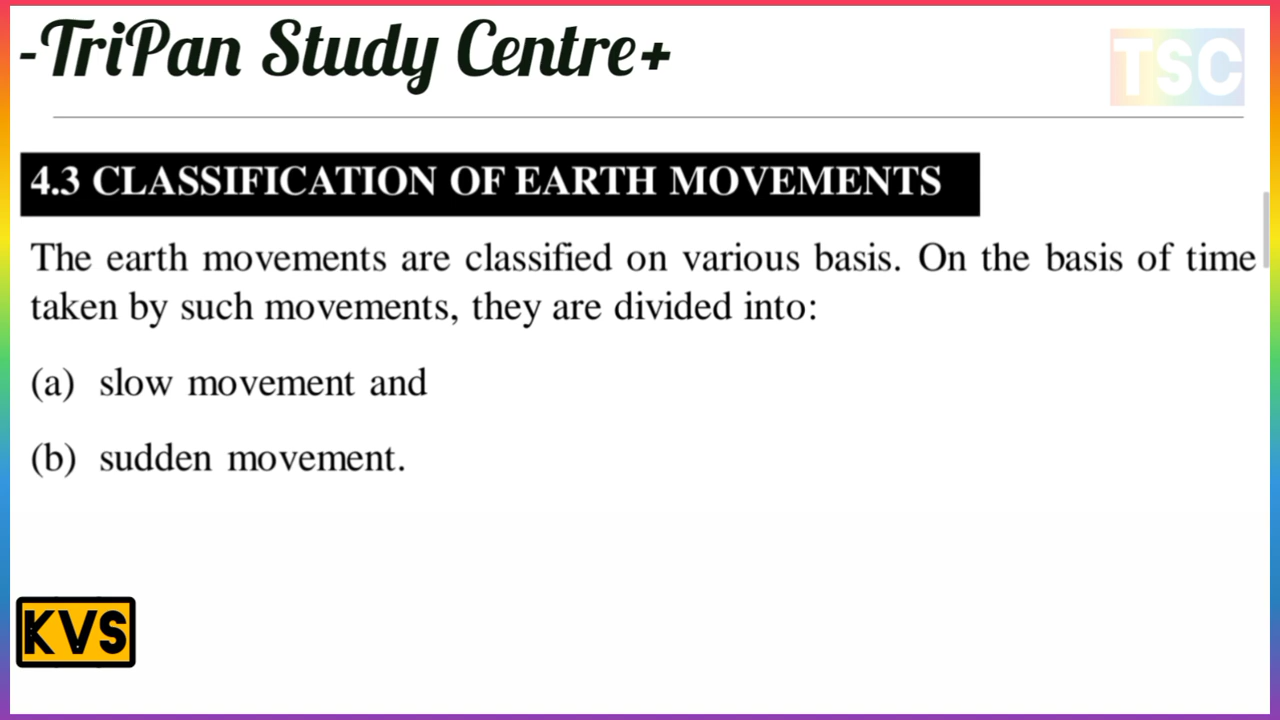 -TriPan Study Centre+
TSC
4.3 CLASSIFICATION OF EARTH MOVEMENTS
The earth movements are classified on various basis. On the basis of time
taken by such movements, they are divided into:
(a) slow movement and
(b) sudden movement.
KVS